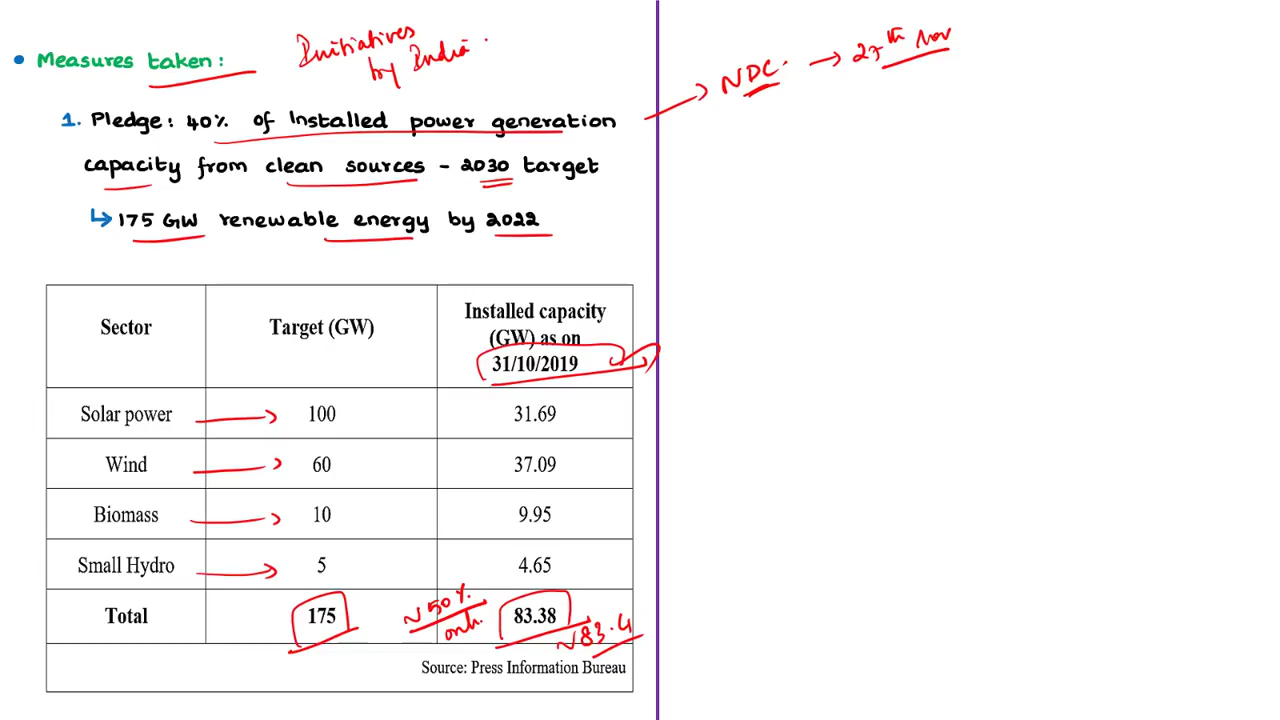 • Measures taken:
Initiatives
by India
1. Pledge: 40% of Installed power generation
capacity from clean sources - 2030 target
↳ 175 GW renewable energy by 2022
→ NDC → 27th Nov
Sector Target (GW) Installed capacity (GW) as on 31/10/2019
Solar power → 100 31.69
Wind → 60 37.09
Biomass → 10 9.95
Small Hydro → 5 4.65
Total 175 83.38
~50%
only
~83.4
Source: Press Information Bureau